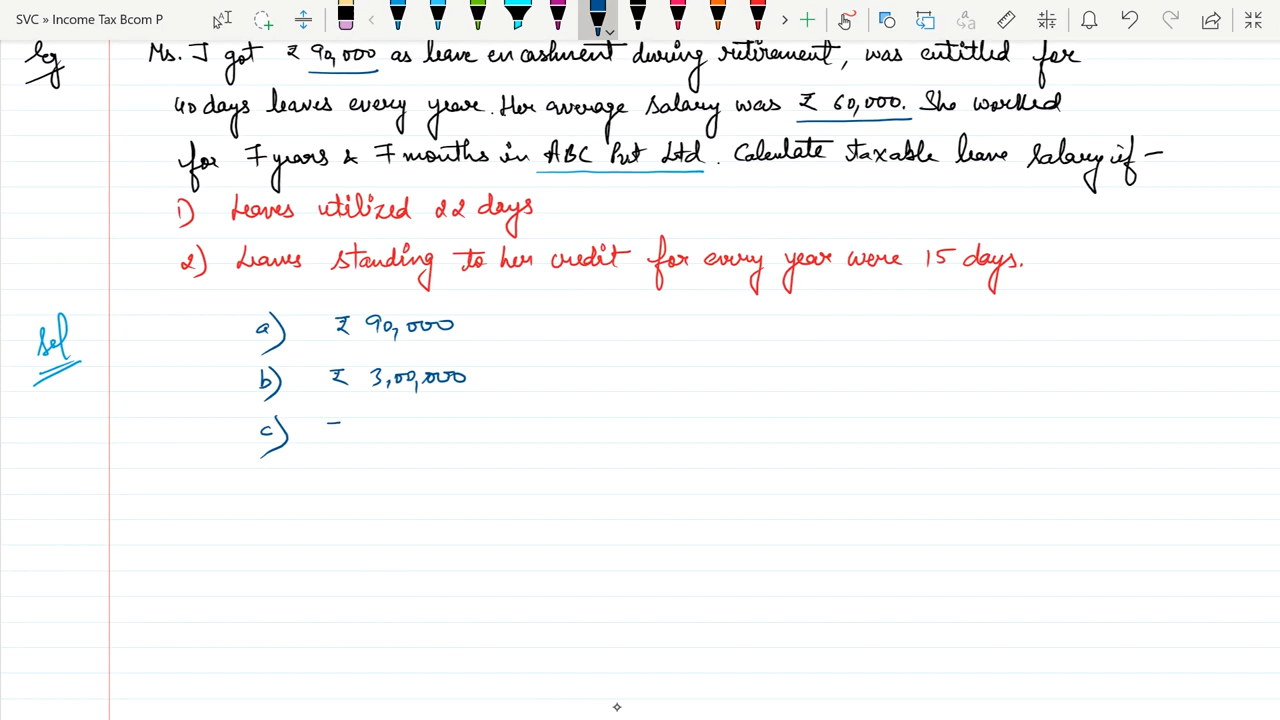 SVC » Income Tax Bcom P
Eg Ms. J got ₹ 90,000 as leave encashment during retirement, was entitled for
40 days leaves every year. Her average salary was ₹ 60,000. She worked
for 7 years & 7 months in ABC Pvt Ltd. Calculate taxable leave salary if -
1) Leaves utilized 22 days
2) Leaves standing to her credit for every year were 15 days.
Sol a) ₹ 90,000
b) ₹ 3,00,000
c) -